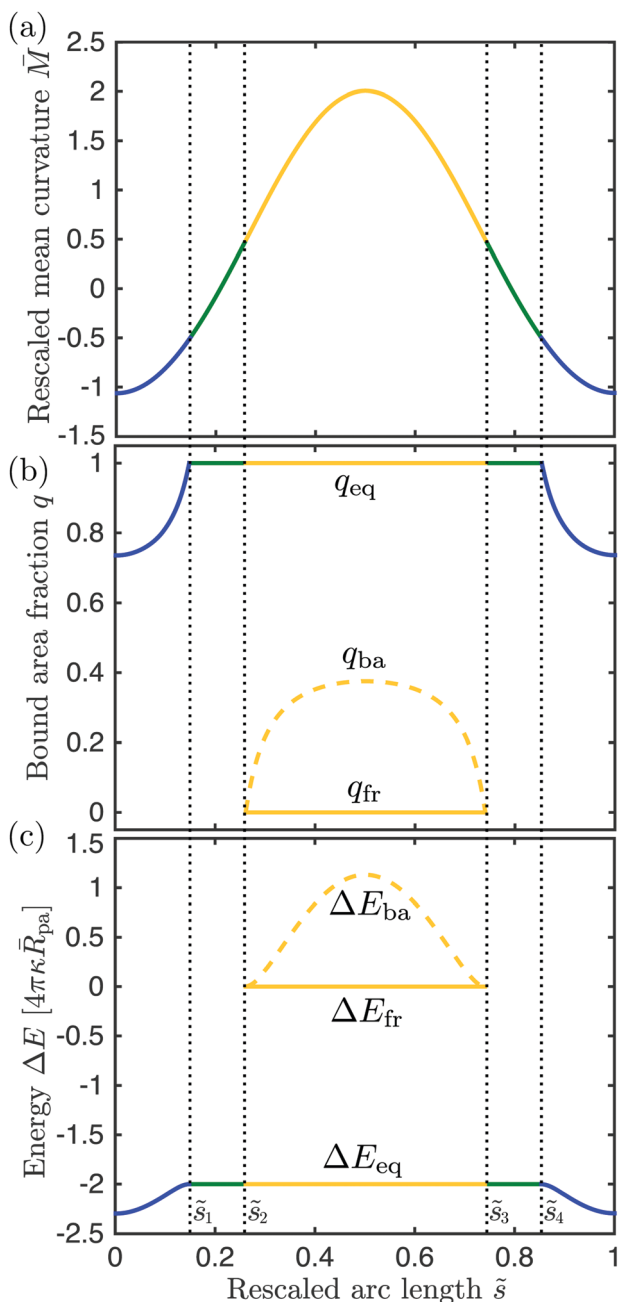 (a)
Rescaled mean curvature M̄
2
1.5
1
0.5
0
-0.5
-1
-1.5
(b)
Bound area fraction q
1
0.8
0.6
0.4
0.2
0
q_eq
q_ba
q_fr
(c)
Energy ΔE [4πκR̄_pa]
1.5
1
0.5
0
-0.5
-1
-1.5
-2
-2.5
ΔE_ba
ΔE_fr
ΔE_eq
s̃_1 s̃_2 s̃_3 s̃_4
0 0.2 0.4 0.6 0.8 1
Rescaled arc length s̃